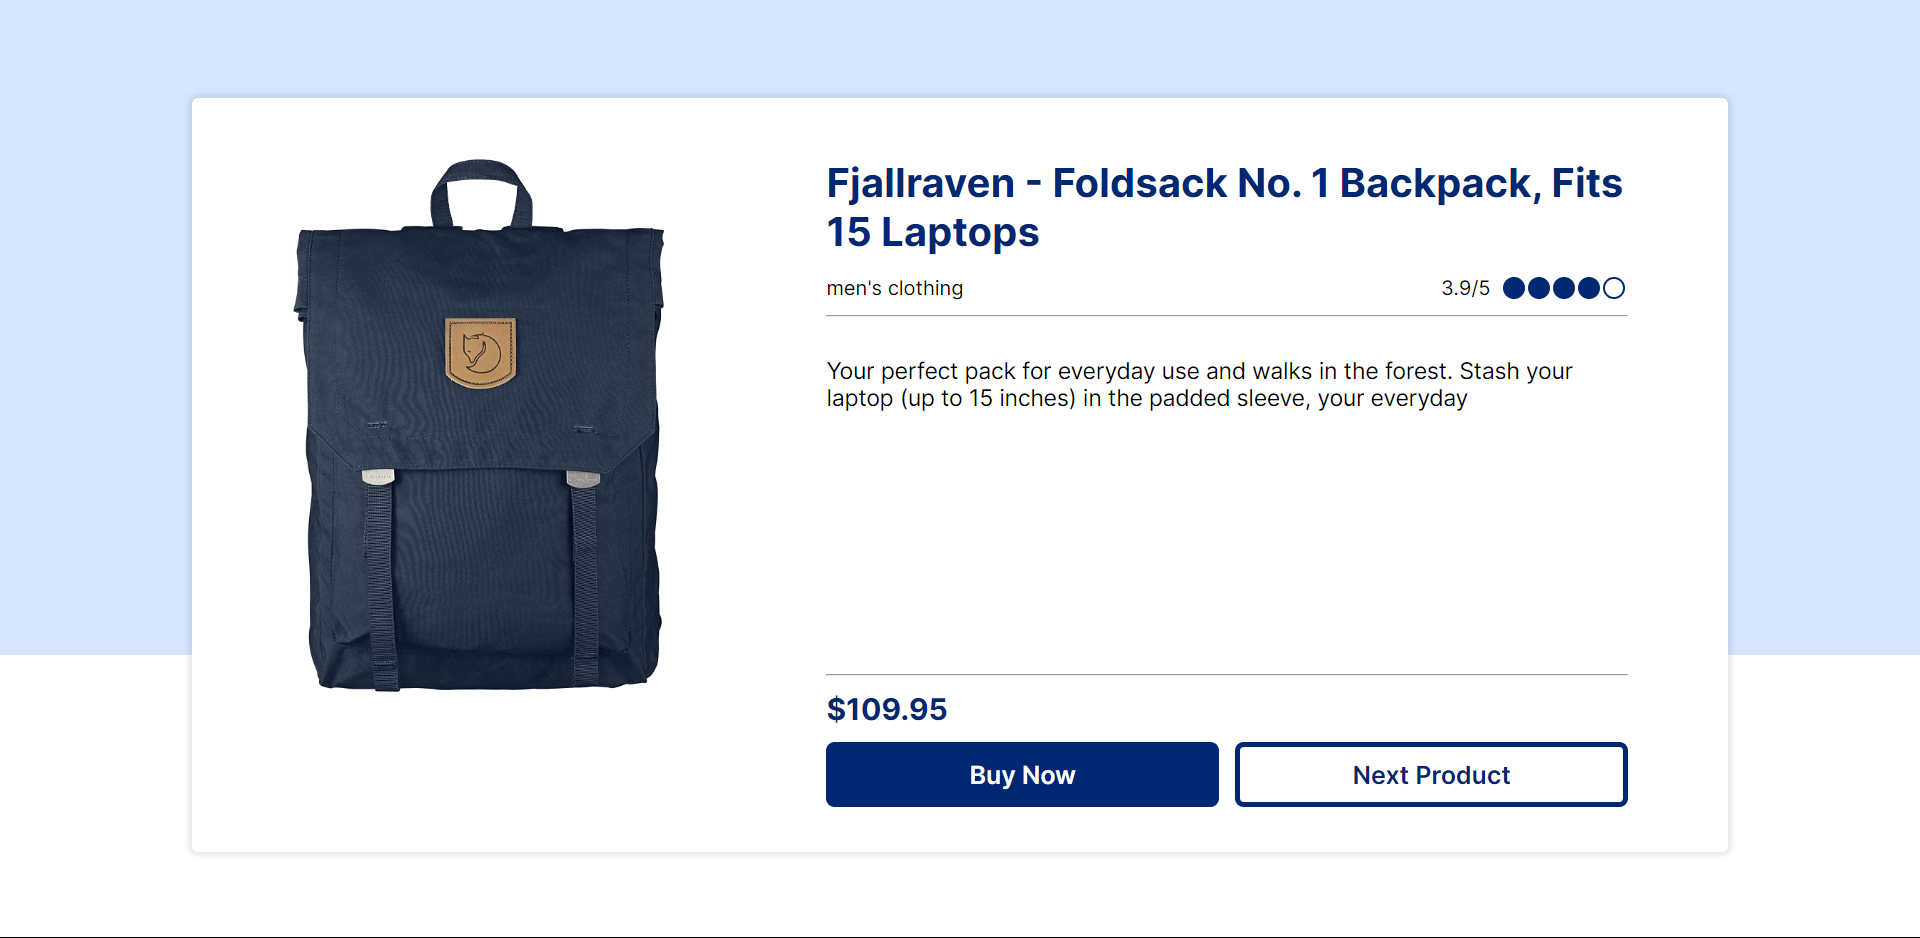 Fjallraven - Foldsack No. 1 Backpack, Fits
15 Laptops
men's clothing
3.9/5
Your perfect pack for everyday use and walks in the forest. Stash your
laptop (up to 15 inches) in the padded sleeve, your everyday
$109.95
Buy Now
Next Product